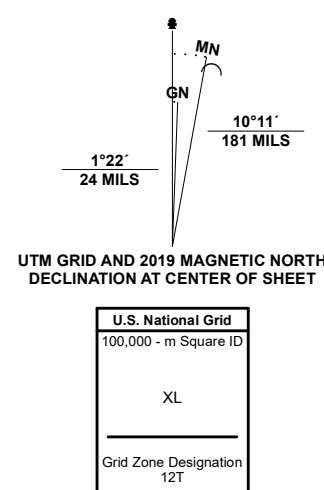 MN
GN
10°11´
181 MILS
1°22´
24 MILS
UTM GRID AND 2019 MAGNETIC NORTH
DECLINATION AT CENTER OF SHEET
U.S. National Grid
100,000 - m Square ID
XL
Grid Zone Designation
12T